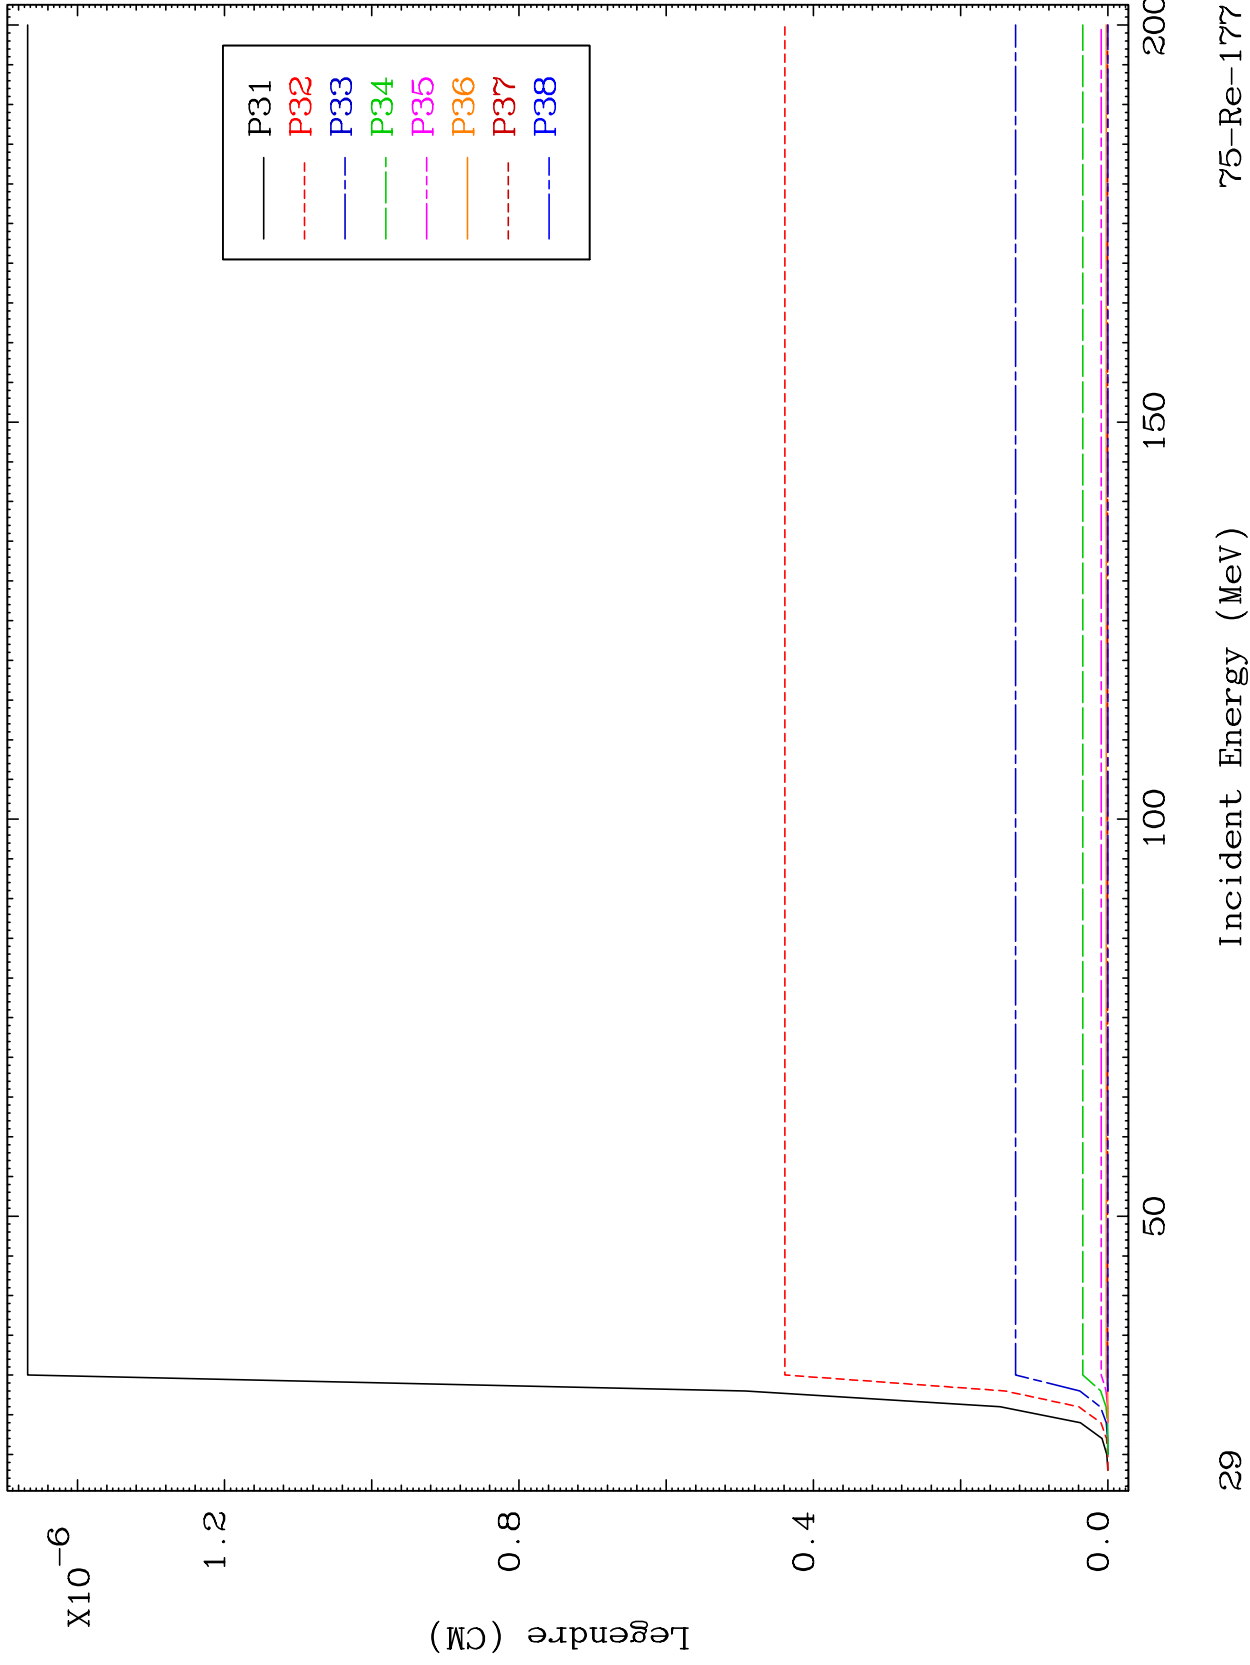 X10-6
1.2
0.8
0.4
0.0
Legendre (CM)
P31
P32
P33
P34
P35
P36
P37
P38
50
100
150
200
Incident Energy (MeV)
29
75-Re-177